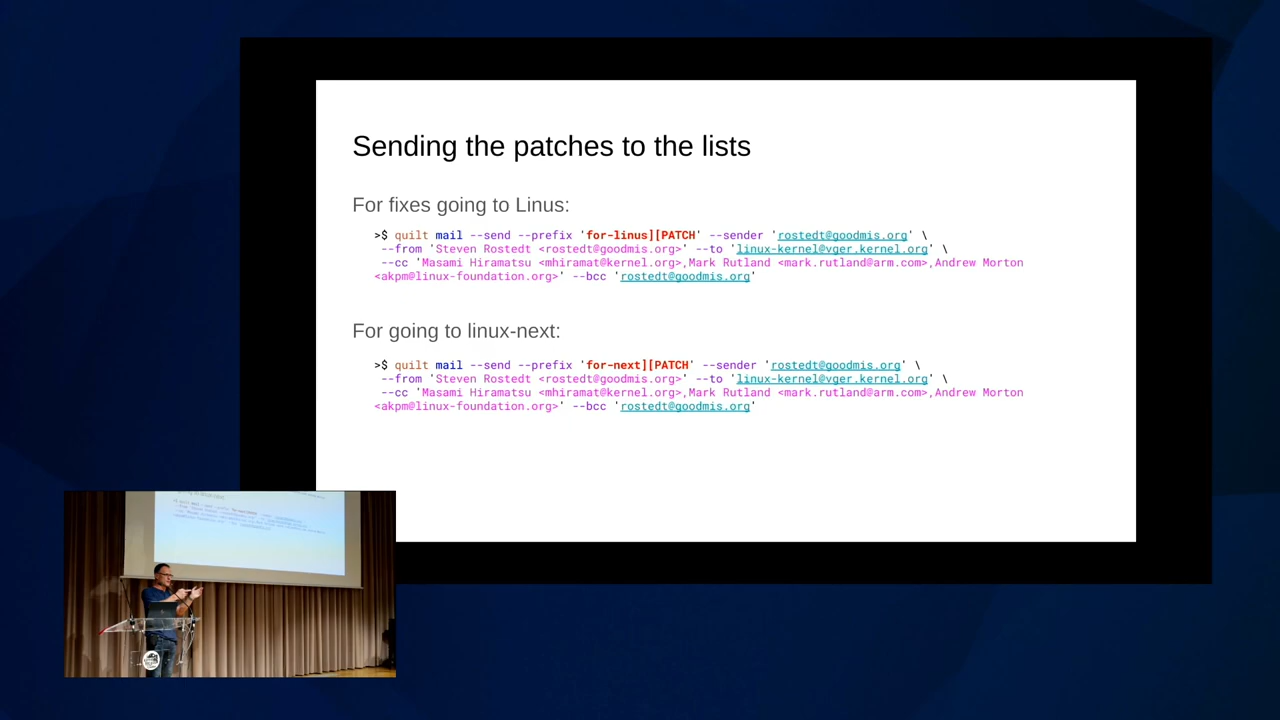 Sending the patches to the lists
For fixes going to Linus:
>$ quilt mail --send --prefix 'for-linus][PATCH' --sender 'rostedt@goodmis.org' \
--from 'Steven Rostedt <rostedt@goodmis.org>' --to 'linux-kernel@vger.kernel.org' \
--cc 'Masami Hiramatsu <mhiramat@kernel.org>,Mark Rutland <mark.rutland@arm.com>,Andrew Morton
<akpm@linux-foundation.org>' --bcc 'rostedt@goodmis.org'
For going to linux-next:
>$ quilt mail --send --prefix 'for-next][PATCH' --sender 'rostedt@goodmis.org' \
--from 'Steven Rostedt <rostedt@goodmis.org>' --to 'linux-kernel@vger.kernel.org' \
--cc 'Masami Hiramatsu <mhiramat@kernel.org>,Mark Rutland <mark.rutland@arm.com>,Andrew Morton
<akpm@linux-foundation.org>' --bcc 'rostedt@goodmis.org'